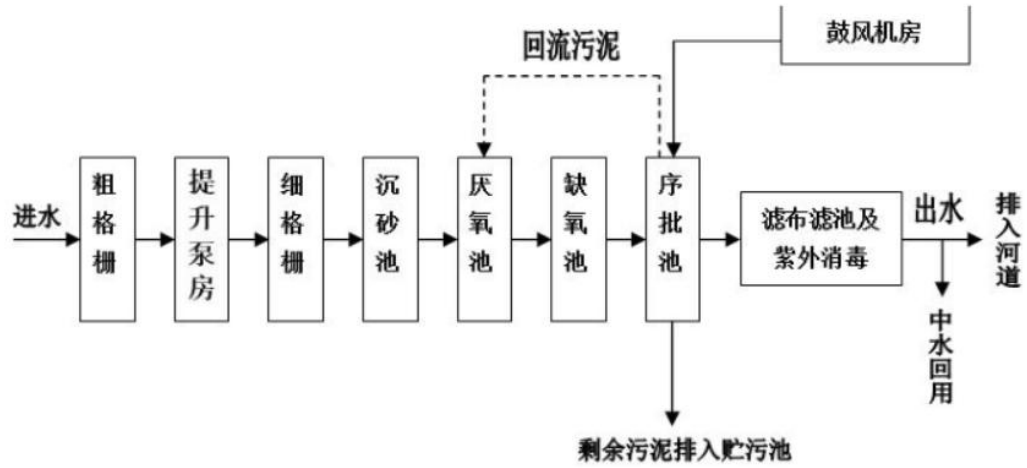 鼓风机房
回流污泥
进水
粗格栅
提升泵房
细格栅
沉砂池
厌氧池
缺氧池
序批池
滤布滤池及
紫外消毒
出水
排入河道
中水回用
剩余污泥排入贮污池